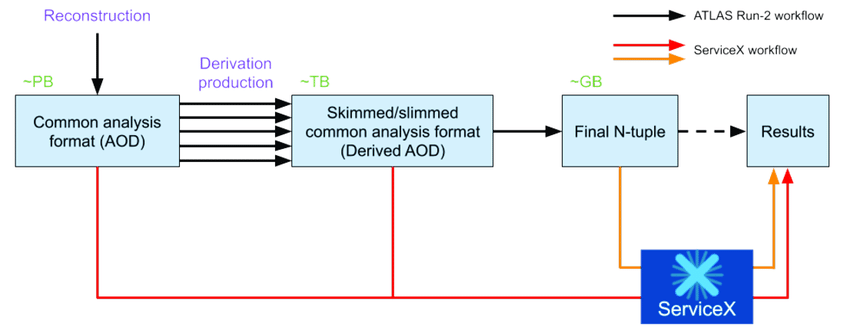 Reconstruction
ATLAS Run-2 workflow
ServiceX workflow
Derivation
production
~PB
~TB
~GB
Common analysis
format (AOD)
Skimmed/slimmed
common analysis format
(Derived AOD)
Final N-tuple
Results
ServiceX